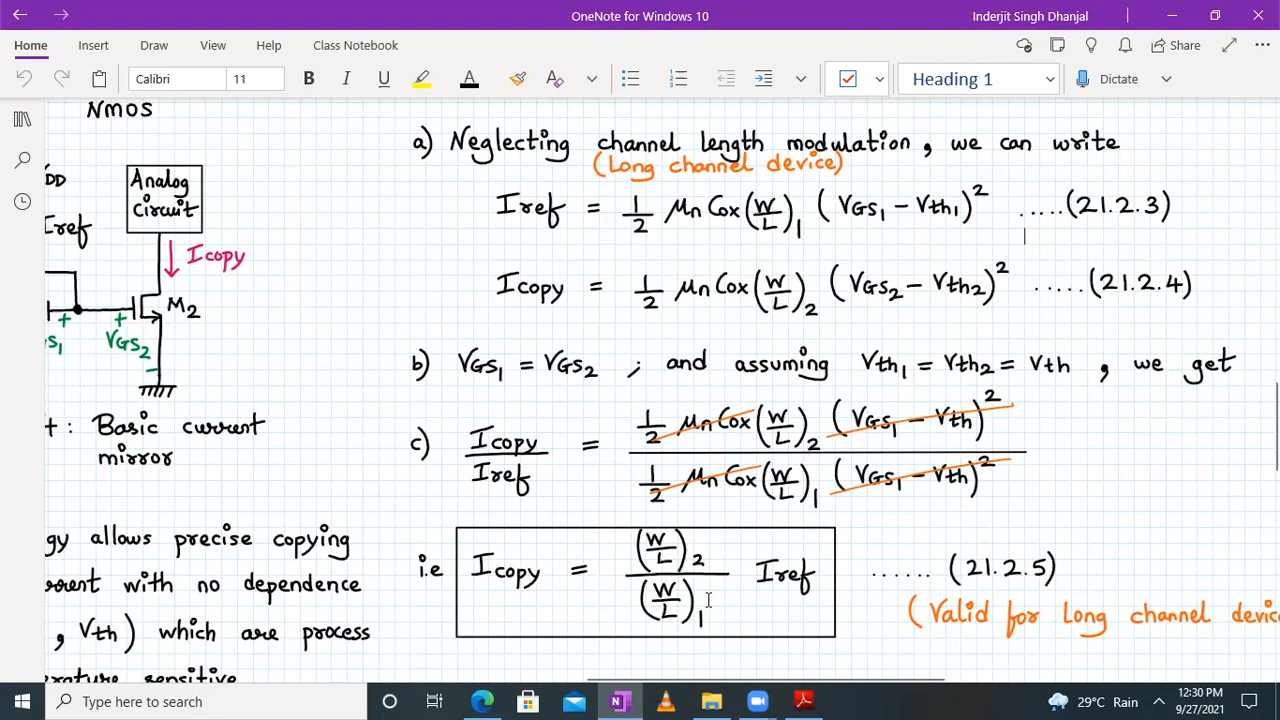 OneNote for Windows 10
Inderjit Singh Dhanjal
Home Insert Draw View Help Class Notebook
Share
Calibri 11 B I U A Heading 1 Dictate
NMOS
DD
Analog
Circuit
Iref
Icopy
M2
+ +
GS1 VGS2
-
t : Basic current
mirror
gy allows precise copying
rrent with no dependence
, Vth) which are process
erature sensitive
a) Neglecting channel length modulation, we can write
(Long channel device)
Iref = 1/2 μn Cox (W/L)1 (VGS1 - Vth1)^2 .....(21.2.3)
Icopy = 1/2 μn Cox (W/L)2 (VGS2 - Vth2)^2 .....(21.2.4)
b) VGS1 = VGS2 ; and assuming Vth1 = Vth2 = Vth , we get
c) Icopy/Iref = 1/2 μn Cox (W/L)2 (VGS1 - Vth)^2 / 1/2 μn Cox (W/L)1 (VGS1 - Vth)^2
i.e Icopy = (W/L)2 / (W/L)1 Iref ...... (21.2.5)
(Valid for long channel devic
Type here to search
29°C Rain
12:30 PM
9/27/2021